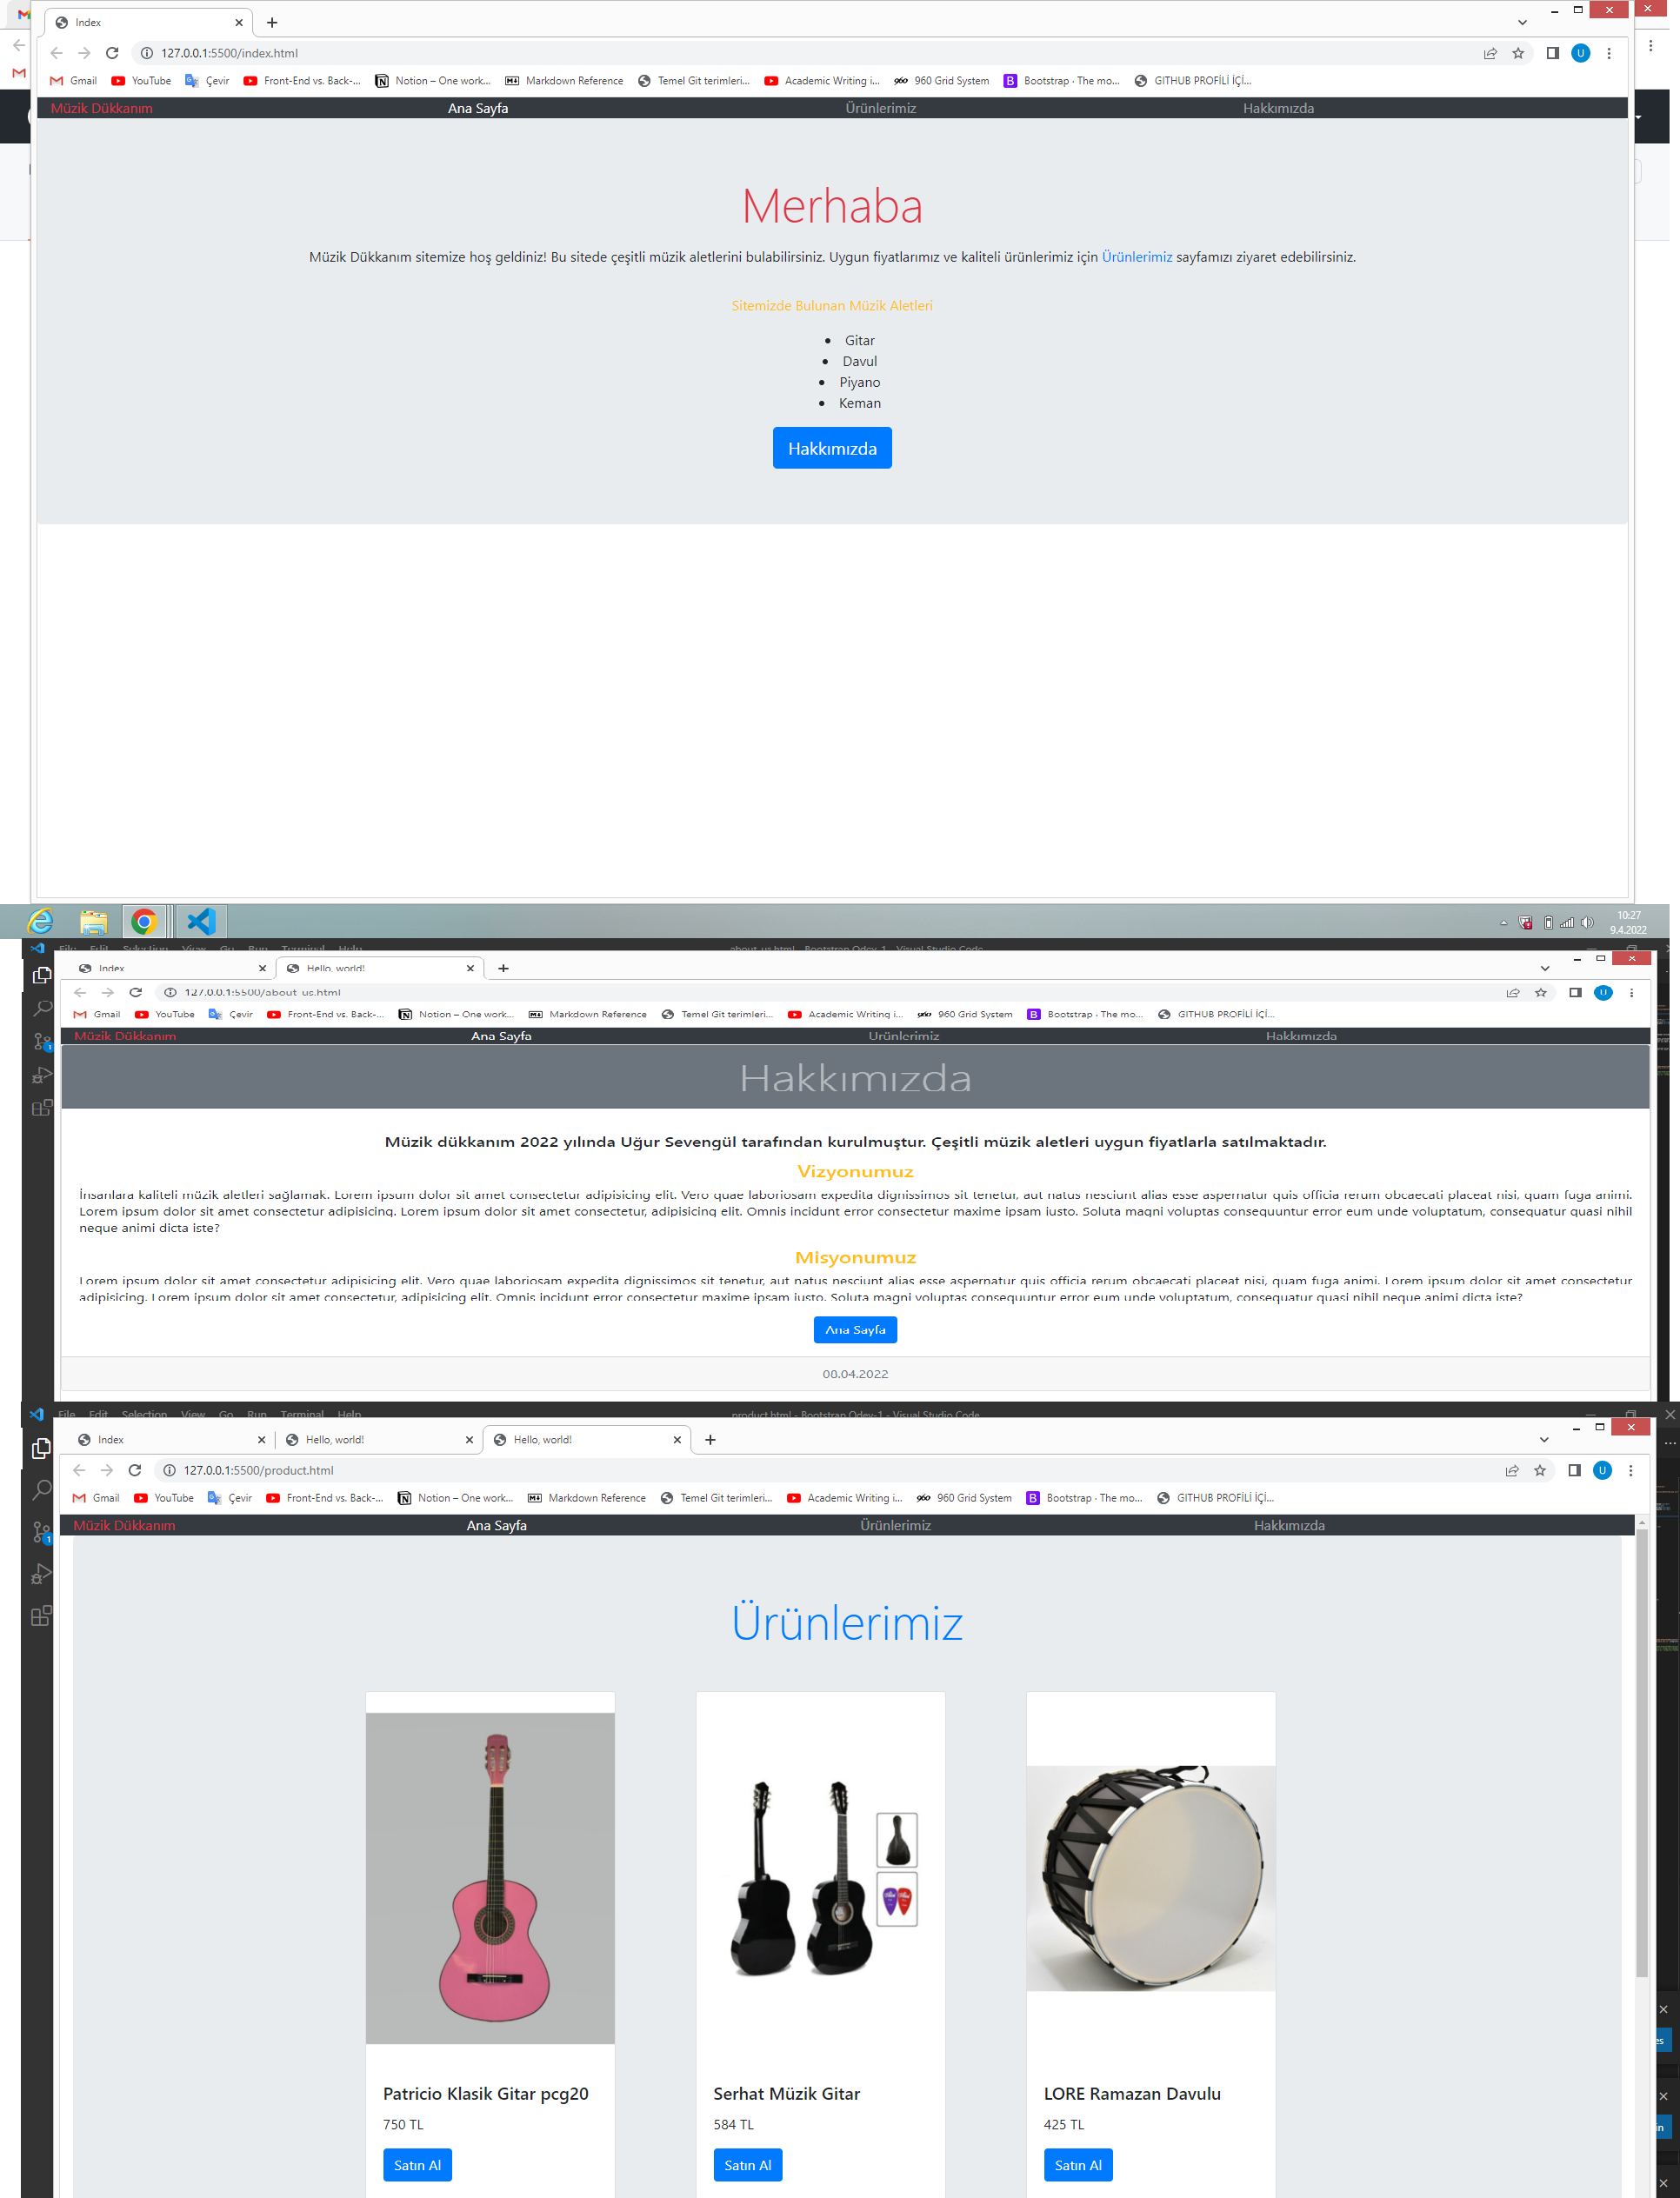 Index
127.0.0.1:5500/index.html
Gmail YouTube Çevir Front-End vs. Back-... Notion – One work... Markdown Reference Temel Git terimleri... Academic Writing i... 960 Grid System Bootstrap · The mo... GITHUB PROFİLİ İÇİ...
Müzik Dükkanım Ana Sayfa Ürünlerimiz Hakkımızda
Merhaba
Müzik Dükkanım sitemize hoş geldiniz! Bu sitede çeşitli müzik aletlerini bulabilirsiniz. Uygun fiyatlarımız ve kaliteli ürünlerimiz için Ürünlerimiz sayfamızı ziyaret edebilirsiniz.
Sitemizde Bulunan Müzik Aletleri
Gitar
Davul
Piyano
Keman
Hakkımızda
10:27
9.4.2022
File Edit Selection View Go Run Terminal Help about_us.html - Bootstrap Odev-1 - Visual Studio Code
Index Hello, world!
127.0.0.1:5500/about_us.html
Gmail YouTube Çevir Front-End vs. Back-... Notion – One work... Markdown Reference Temel Git terimleri... Academic Writing i... 960 Grid System Bootstrap · The mo... GITHUB PROFİLİ İÇİ...
Müzik Dükkanım Ana Sayfa Ürünlerimiz Hakkımızda
Hakkımızda
Müzik dükkanım 2022 yılında Uğur Sevengül tarafından kurulmuştur. Çeşitli müzik aletleri uygun fiyatlarla satılmaktadır.
Vizyonumuz
İnsanlara kaliteli müzik aletleri sağlamak. Lorem ipsum dolor sit amet consectetur adipisicing elit. Vero quae laboriosam expedita dignissimos sit tenetur, aut natus nesciunt alias esse aspernatur quis officia rerum obcaecati placeat nisi, quam fuga animi.
Lorem ipsum dolor sit amet consectetur adipisicing. Lorem ipsum dolor sit amet consectetur, adipisicing elit. Omnis incidunt error consectetur maxime ipsam iusto. Soluta magni voluptas consequuntur error eum unde voluptatum, consequatur quasi nihil
neque animi dicta iste?
Misyonumuz
Lorem ipsum dolor sit amet consectetur adipisicing elit. Vero quae laboriosam expedita dignissimos sit tenetur, aut natus nesciunt alias esse aspernatur quis officia rerum obcaecati placeat nisi, quam fuga animi. Lorem ipsum dolor sit amet consectetur
adipisicing. Lorem ipsum dolor sit amet consectetur, adipisicing elit. Omnis incidunt error consectetur maxime ipsam iusto. Soluta magni voluptas consequuntur error eum unde voluptatum, consequatur quasi nihil neque animi dicta iste?
Ana Sayfa
08.04.2022
File Edit Selection View Go Run Terminal Help product.html - Bootstrap Odev-1 - Visual Studio Code
Index Hello, world! Hello, world!
127.0.0.1:5500/product.html
Gmail YouTube Çevir Front-End vs. Back-... Notion – One work... Markdown Reference Temel Git terimleri... Academic Writing i... 960 Grid System Bootstrap · The mo... GITHUB PROFİLİ İÇİ...
Müzik Dükkanım Ana Sayfa Ürünlerimiz Hakkımızda
Ürünlerimiz
Patricio Klasik Gitar pcg20 Serhat Müzik Gitar LORE Ramazan Davulu
750 TL 584 TL 425 TL
Satın Al Satın Al Satın Al